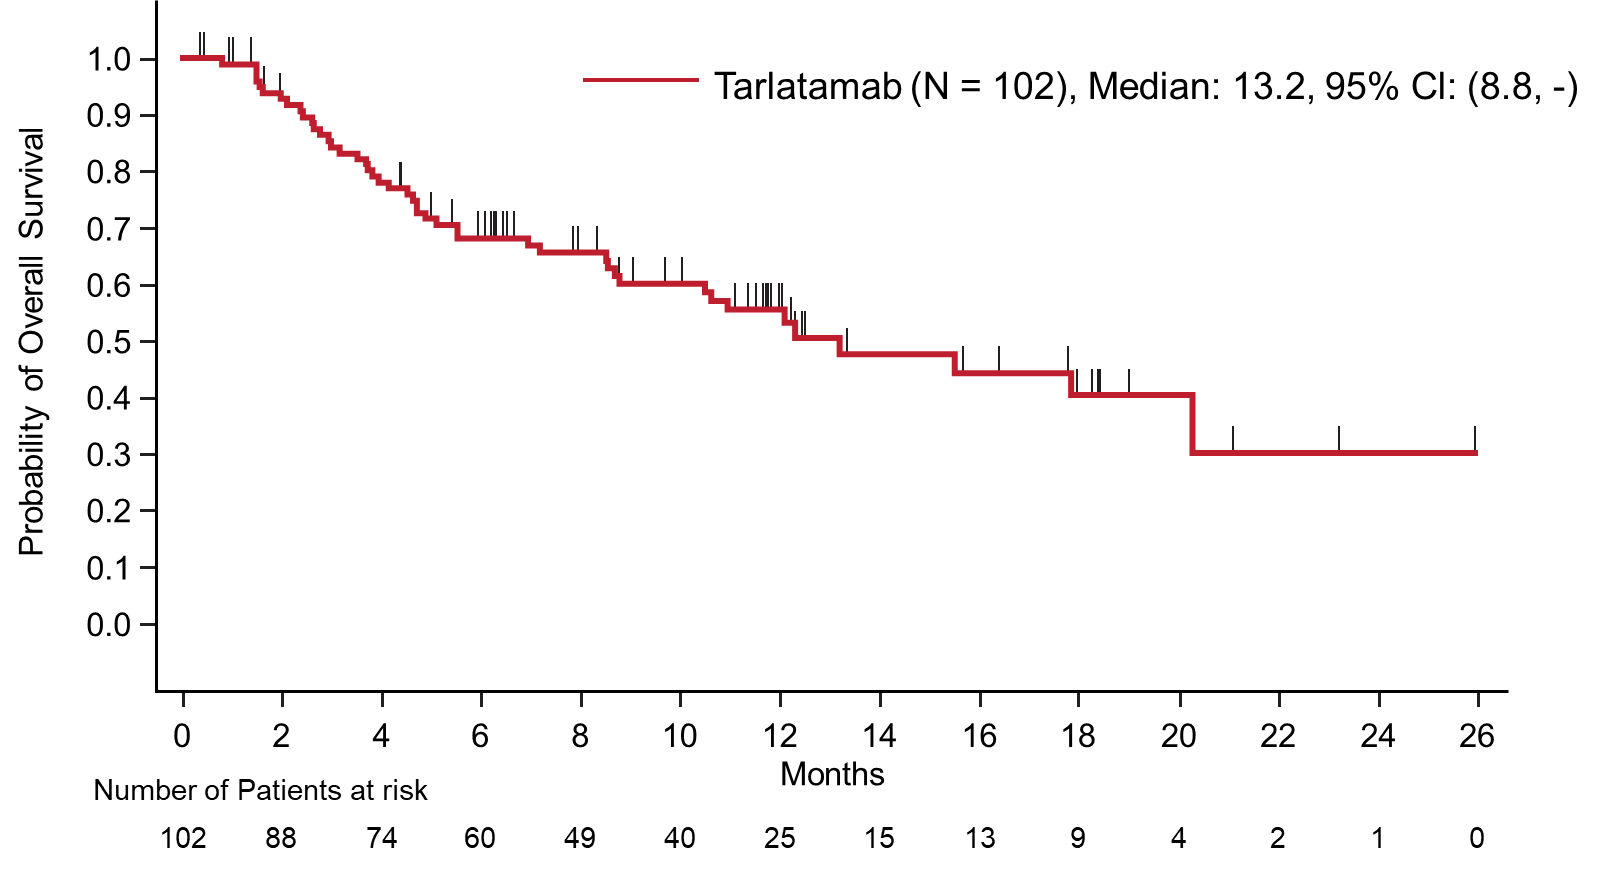 Tarlatamab (N = 102), Median: 13.2, 95% CI: (8.8, -)
Probability of Overall Survival
1.0
0.9
0.8
0.7
0.6
0.5
0.4
0.3
0.2
0.1
0.0
0 2 4 6 8 10 12 14 16 18 20 22 24 26
Months
Number of Patients at risk
102 88 74 60 49 40 25 15 13 9 4 2 1 0